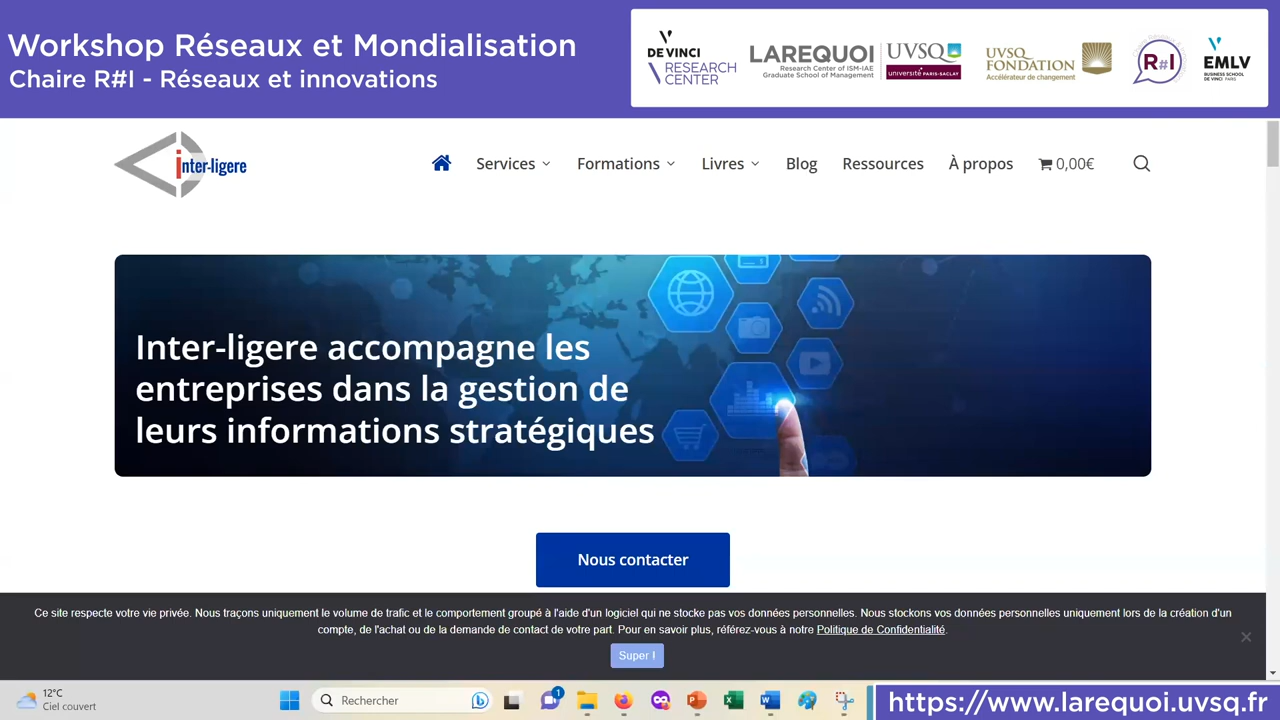 Workshop Réseaux et Mondialisation
Chaire R#I - Réseaux et innovations
DE VINCI
RESEARCH
CENTER
LAREQUOI
Research Center of ISM-IAE
Graduate School of Management
UVSQ
université PARIS-SACLAY
UVSQ
FONDATION
Accélérateur de changement
R#I
EMLV
BUSINESS SCHOOL
DE VINCI PARIS
inter-ligere
Services
Formations
Livres
Blog
Ressources
À propos
0,00€
Inter-ligere accompagne les
entreprises dans la gestion de
leurs informations stratégiques
Nous contacter
Ce site respecte votre vie privée. Nous traçons uniquement le volume de trafic et le comportement groupé à l'aide d'un logiciel qui ne stocke pas vos données personnelles. Nous stockons vos données personnelles uniquement lors de la création d'un
compte, de l'achat ou de la demande de contact de votre part. Pour en savoir plus, référez-vous à notre Politique de Confidentialité.
Super !
12°C
Ciel couvert
Rechercher
1
https://www.larequoi.uvsq.fr